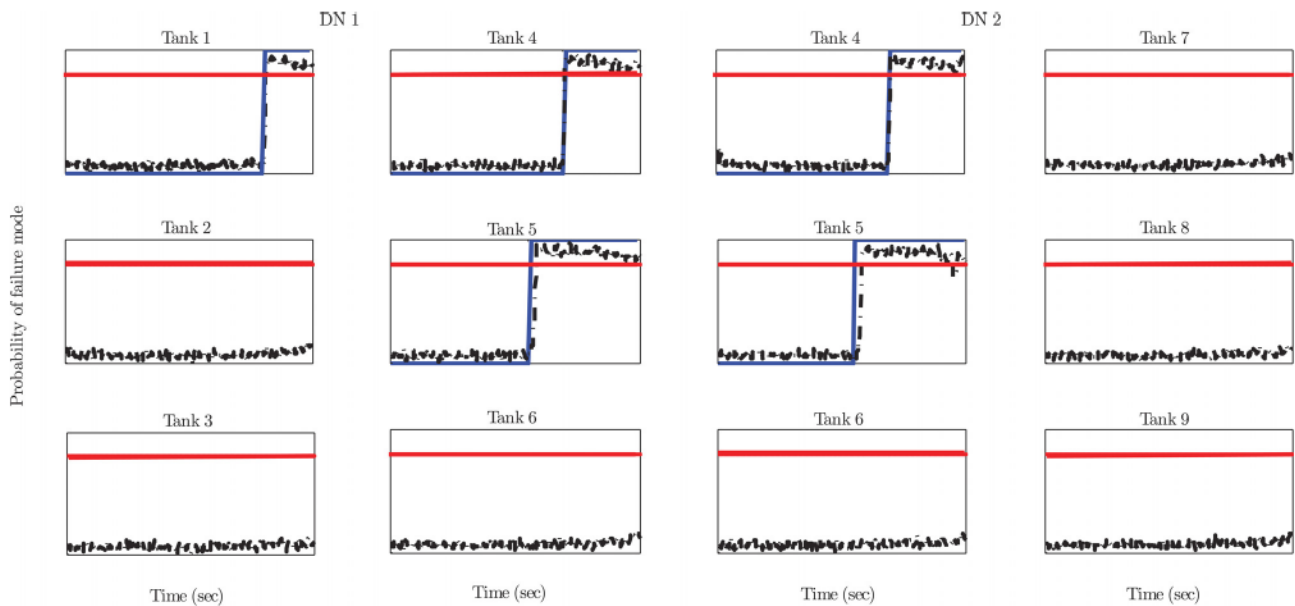 DN 1
DN 2
Tank 1
Tank 4
Tank 4
Tank 7
Tank 2
Tank 5
Tank 5
Tank 8
Tank 3
Tank 6
Tank 6
Tank 9
Probability of failure mode
Time (sec)
Time (sec)
Time (sec)
Time (sec)